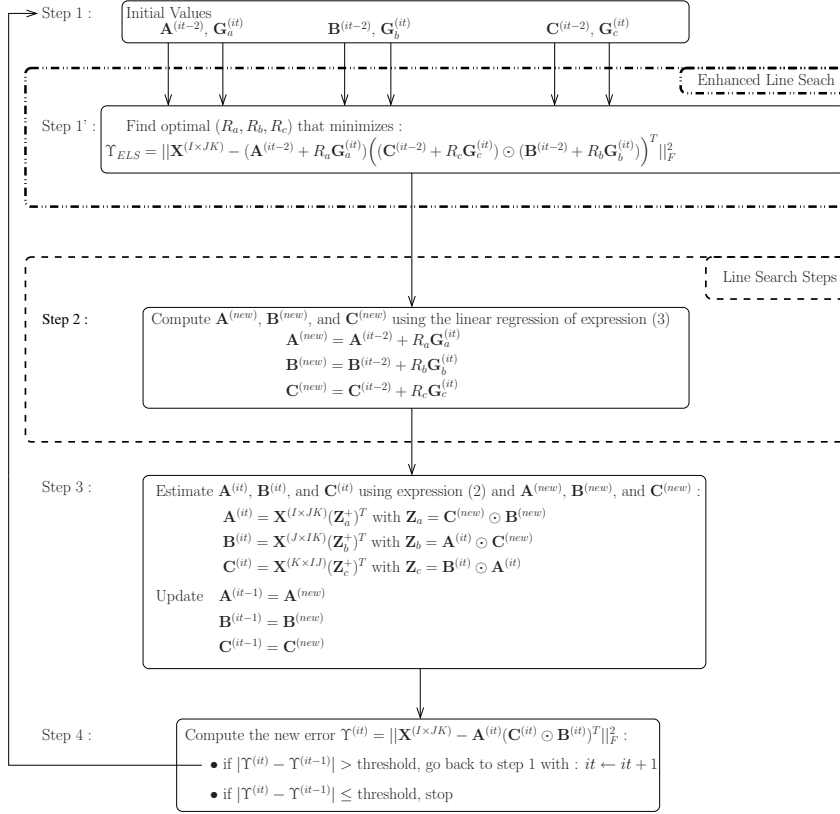 Step 1 :
Initial Values
A^(it−2), G_a^(it) B^(it−2), G_b^(it) C^(it−2), G_c^(it)
Enhanced Line Seach
Step 1' :
Find optimal (R_a, R_b, R_c) that minimizes :
Υ_ELS = ||X^(I×JK) − (A^(it−2) + R_a G_a^(it))((C^(it−2) + R_c G_c^(it)) ⊙ (B^(it−2) + R_b G_b^(it)))^T||_F^2
Line Search Steps
Step 2 :
Compute A^(new), B^(new), and C^(new) using the linear regression of expression (3)
A^(new) = A^(it−2) + R_a G_a^(it)
B^(new) = B^(it−2) + R_b G_b^(it)
C^(new) = C^(it−2) + R_c G_c^(it)
Step 3 :
Estimate A^(it), B^(it), and C^(it) using expression (2) and A^(new), B^(new), and C^(new) :
A^(it) = X^(I×JK)(Z_a^+)^T with Z_a = C^(new) ⊙ B^(new)
B^(it) = X^(J×IK)(Z_b^+)^T with Z_b = A^(it) ⊙ C^(new)
C^(it) = X^(K×IJ)(Z_c^+)^T with Z_c = B^(it) ⊙ A^(it)
Update A^(it−1) = A^(new)
B^(it−1) = B^(new)
C^(it−1) = C^(new)
Step 4 :
Compute the new error Υ^(it) = ||X^(I×JK) − A^(it)(C^(it) ⊙ B^(it))^T||_F^2 :
• if |Υ^(it) − Υ^(it−1)| > threshold, go back to step 1 with : it ← it + 1
• if |Υ^(it) − Υ^(it−1)| ≤ threshold, stop